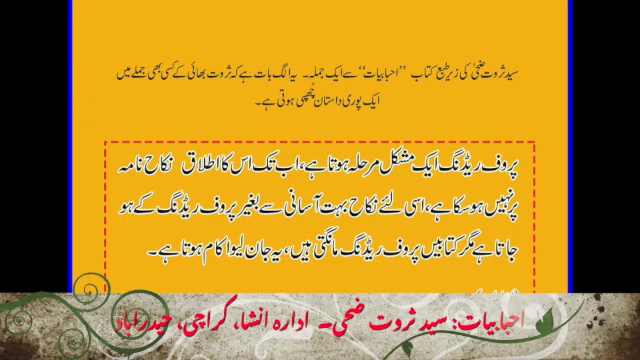 سید ثروت ضحیٰ کی زیرِ طبع کتاب ’’احبابیات‘‘ سے ایک جملہ۔ یہ الگ بات ہے کہ ثروت بھائی کے کسی بھی جملے میں
ایک پوری داستان چُھپی ہوتی ہے۔
پروف ریڈنگ ایک مشکل مرحلہ ہوتا ہے، اب تک اس کا اطلاق نکاح نامہ
پر نہیں ہو سکا ہے، اسی لئے نکاح بہت آسانی سے بغیر پروف ریڈنگ کے ہو
جاتا ہے مگر کتابیں پروف ریڈنگ مانگتی ہیں، یہ جان لیوا کام ہوتا ہے۔
احبابیات: سید ثروت ضحیٰ۔ ادارہ انشا، کراچی، حیدرآباد